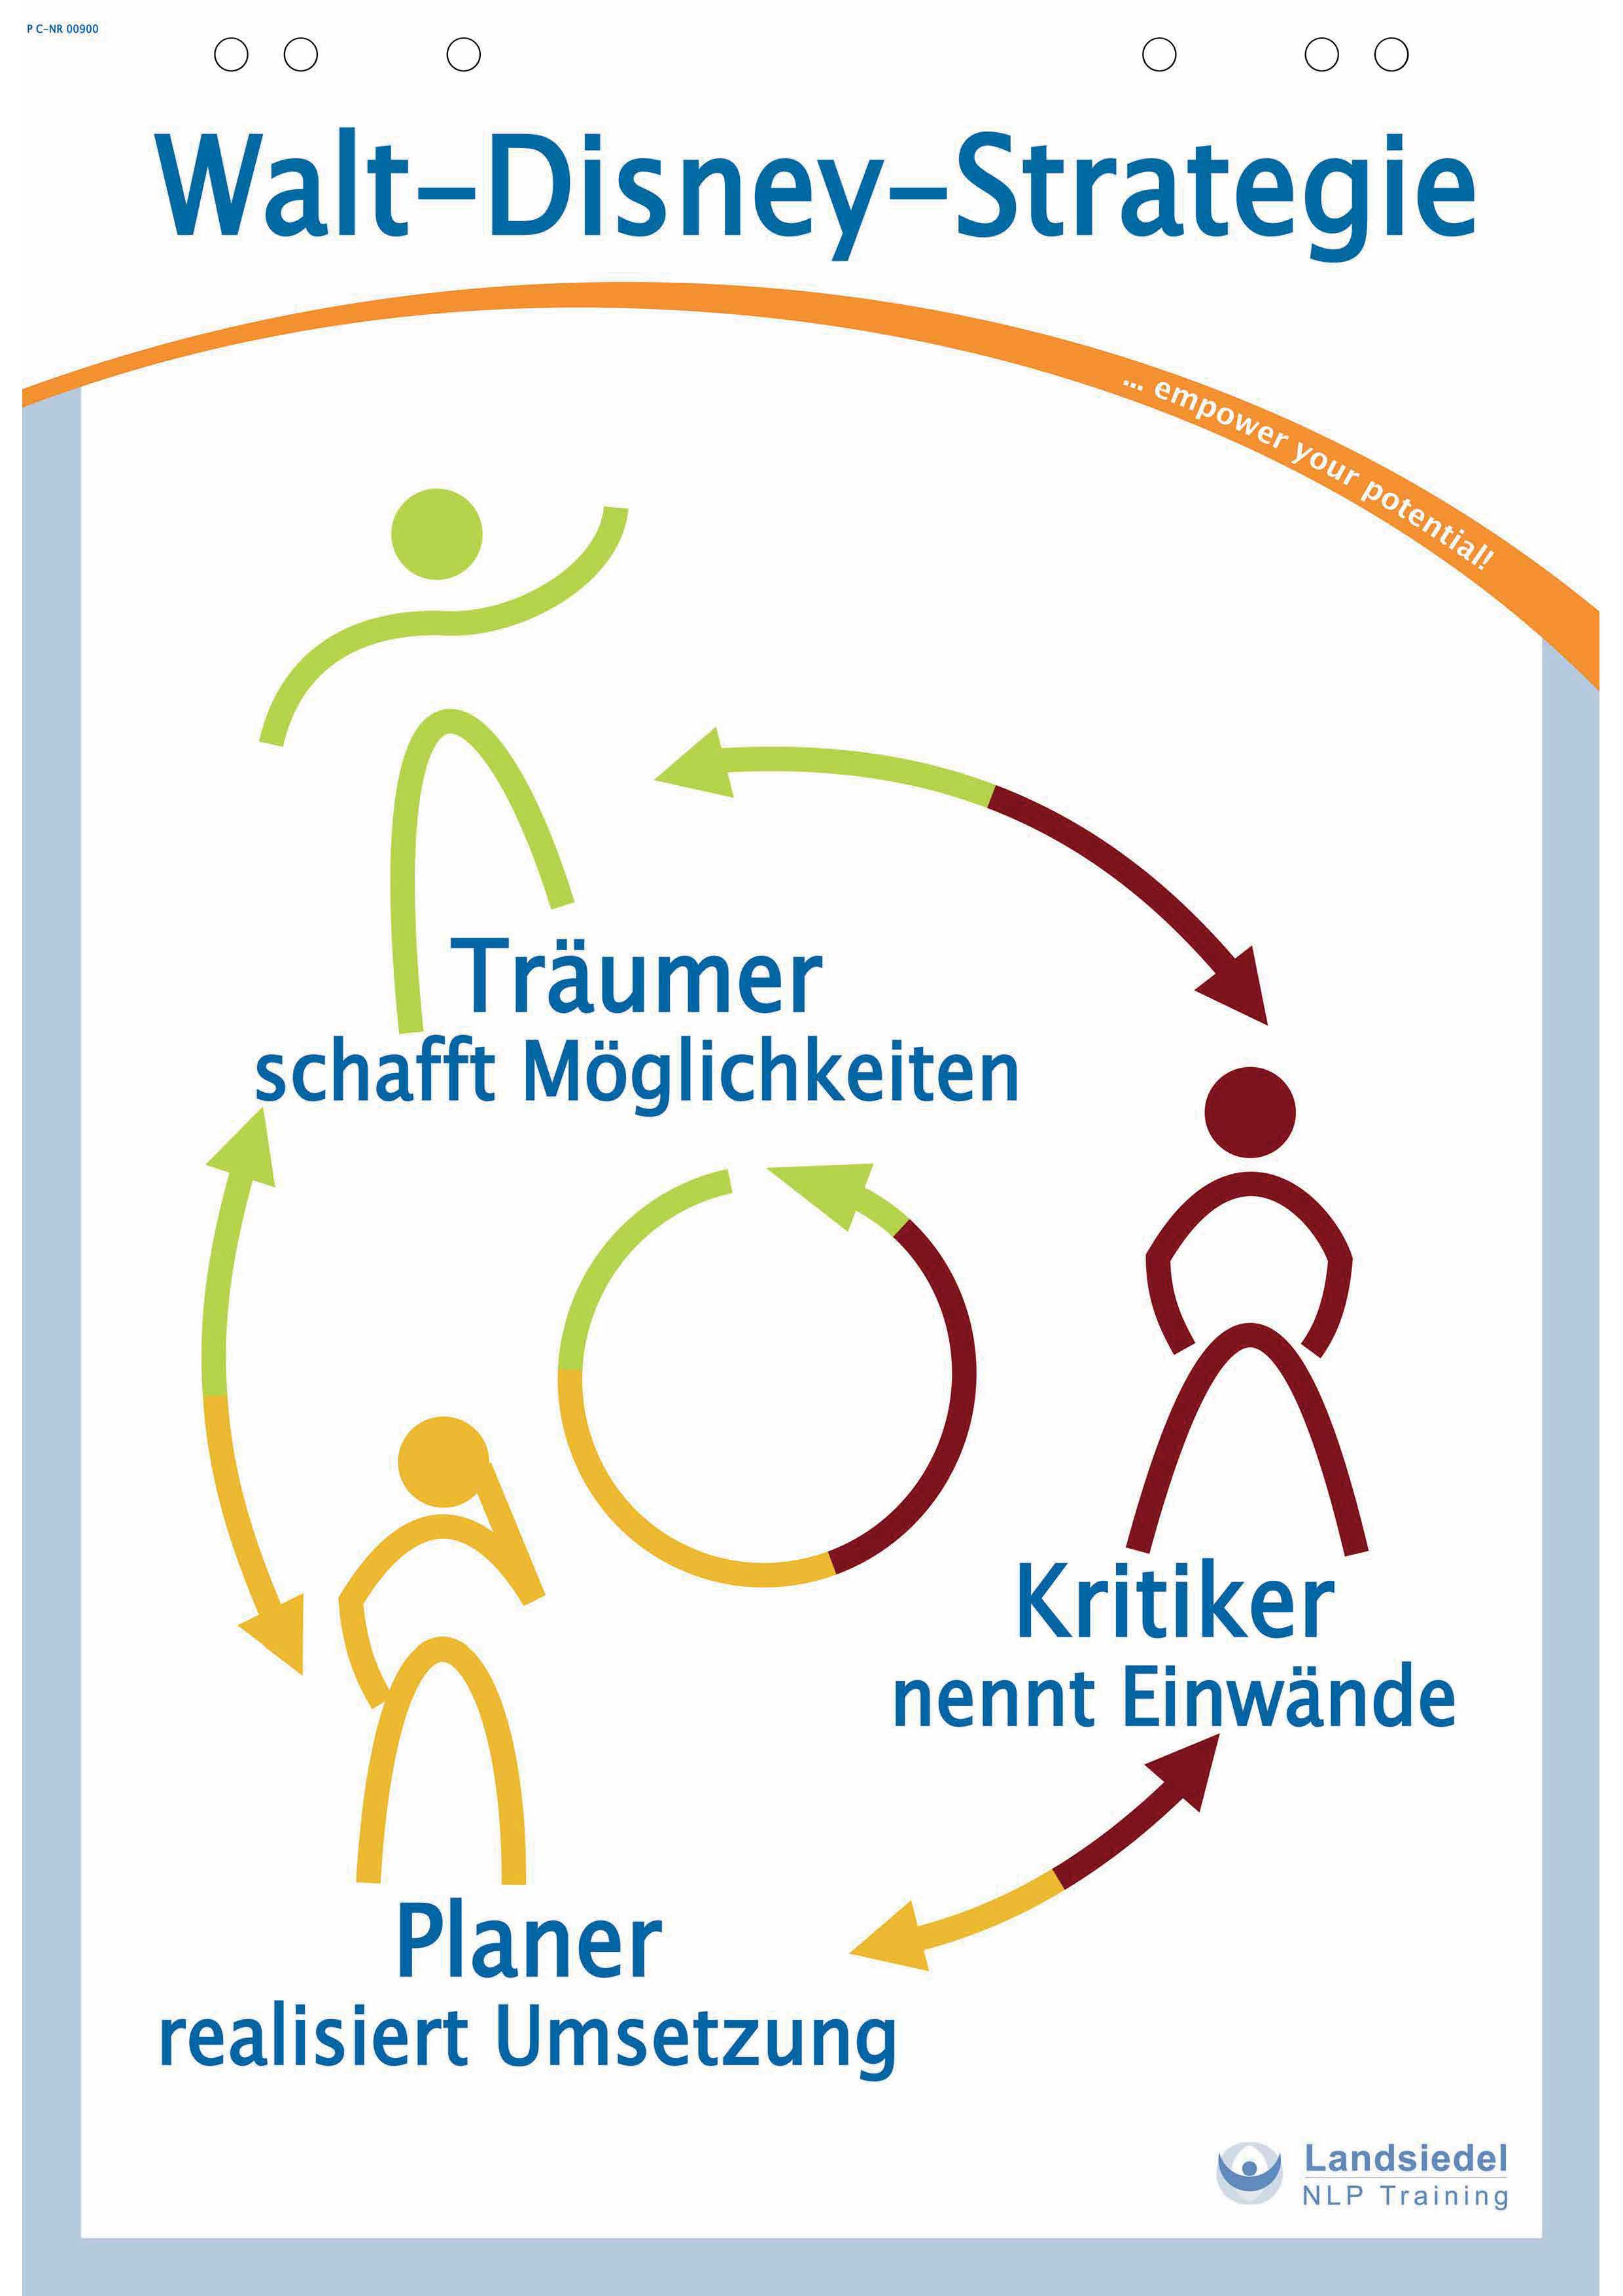 P C-NR 00900
Walt-Disney-Strategie
... empower your potential!
Träumer
schafft Möglichkeiten
Kritiker
nennt Einwände
Planer
realisiert Umsetzung
Landsiedel
NLP Training